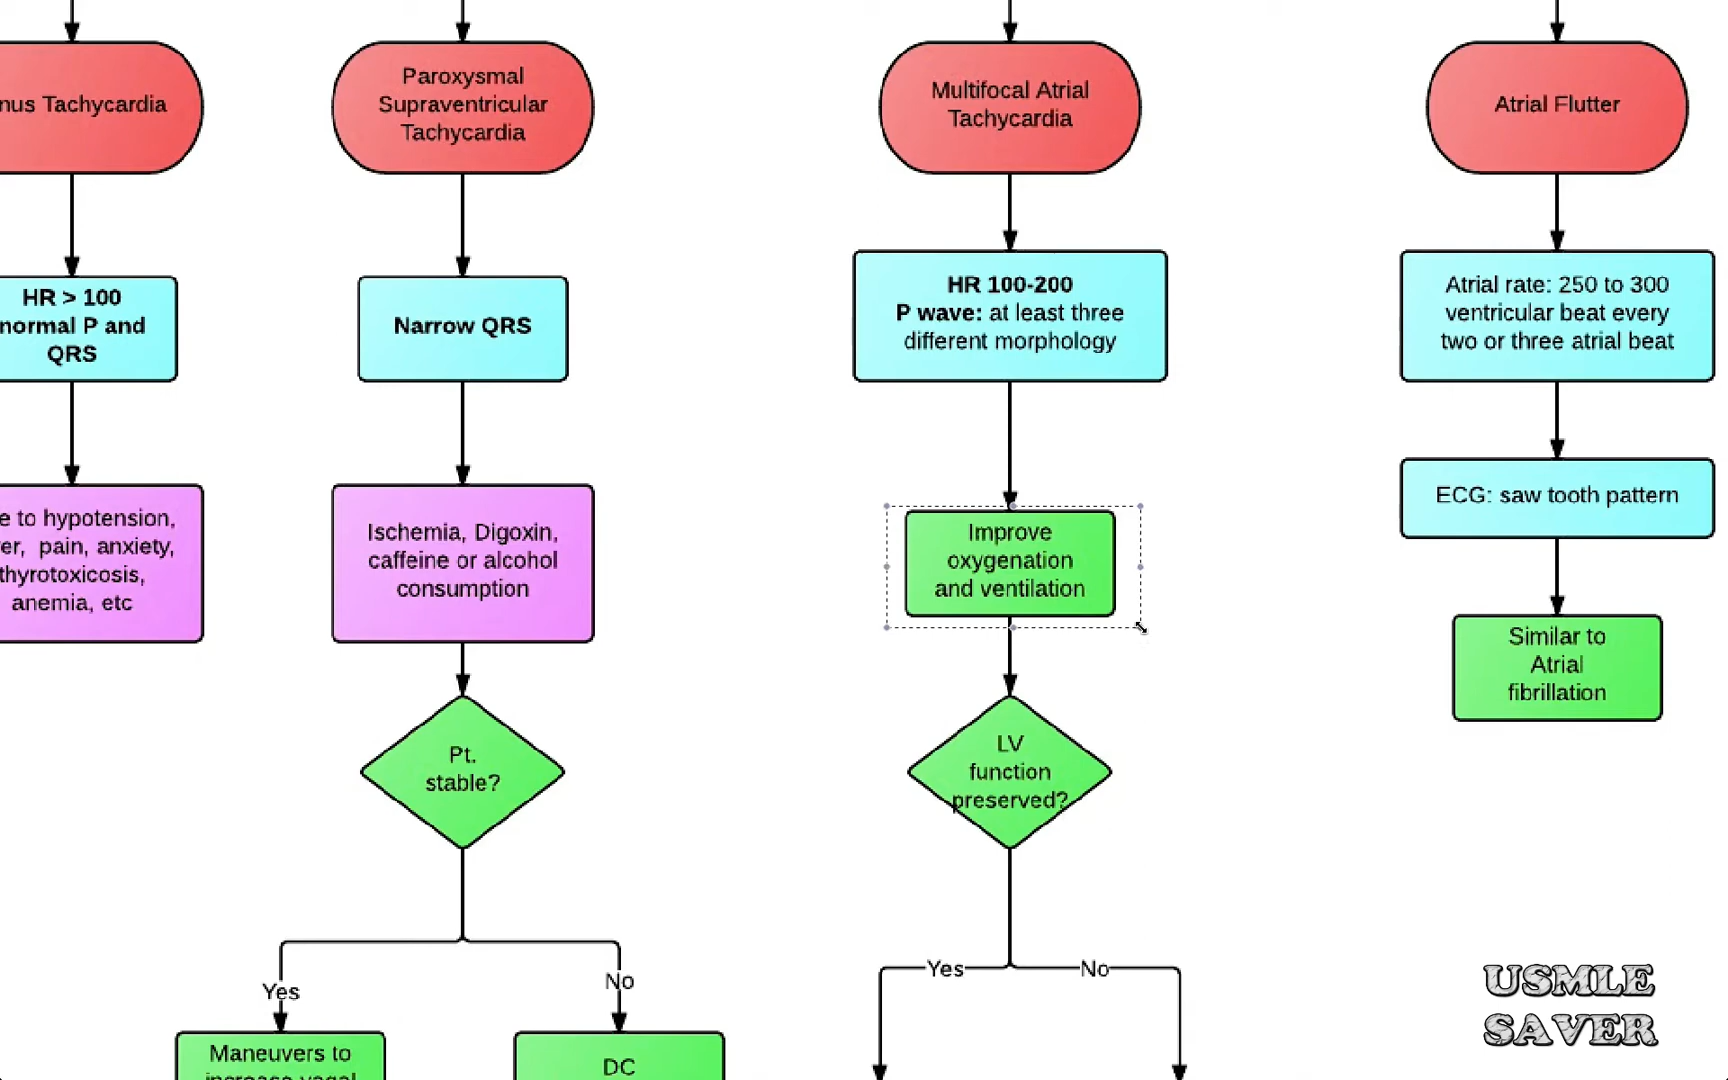 nus Tachycardia
Paroxysmal
Supraventricular
Tachycardia
Multifocal Atrial
Tachycardia
Atrial Flutter
HR > 100
normal P and
QRS
Narrow QRS
HR 100-200
P wave: at least three
different morphology
Atrial rate: 250 to 300
ventricular beat every
two or three atrial beat
ECG: saw tooth pattern
e to hypotension,
er, pain, anxiety,
thyrotoxicosis,
anemia, etc
Ischemia, Digoxin,
caffeine or alcohol
consumption
Improve
oxygenation
and ventilation
Similar to
Atrial
fibrillation
Pt.
stable?
LV
function
preserved?
Yes
No
Yes
No
Maneuvers to
increase vagal
DC
USMLE
SAVER